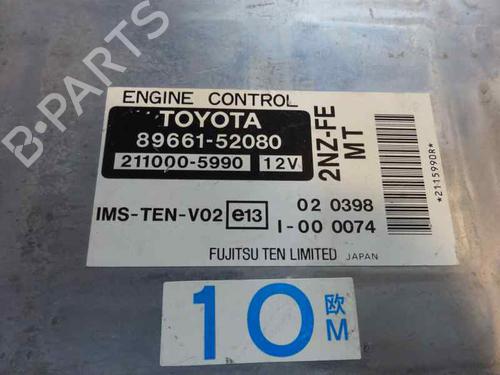 ENGINE CONTROL
TOYOTA
89661-52080
211000-5990 12V
2NZ-FE
MT
*2115990R*
IMS-TEN-V02 e13
02 0398
I-00 0074
FUJITSU TEN LIMITED JAPAN
10 欧M
B-PARTS